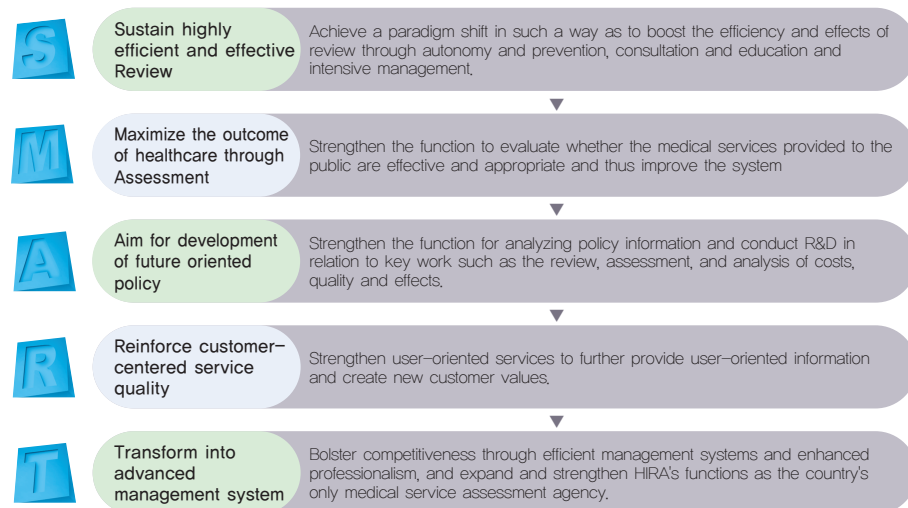 S
Sustain highly
efficient and effective
Review
Achieve a paradigm shift in such a way as to boost the efficiency and effects of
review through autonomy and prevention, consultation and education and
intensive management.
M
Maximize the outcome
of healthcare through
Assessment
Strengthen the function to evaluate whether the medical services provided to the
public are effective and appropriate and thus improve the system
A
Aim for development
of future oriented
policy
Strengthen the function for analyzing policy information and conduct R&D in
relation to key work such as the review, assessment, and analysis of costs,
quality and effects.
R
Reinforce customer-
centered service
quality
Strengthen user-oriented services to further provide user-oriented information
and create new customer values.
T
Transform into
advanced
management system
Bolster competitiveness through efficient management systems and enhanced
professionalism, and expand and strengthen HIRA's functions as the country's
only medical service assessment agency.